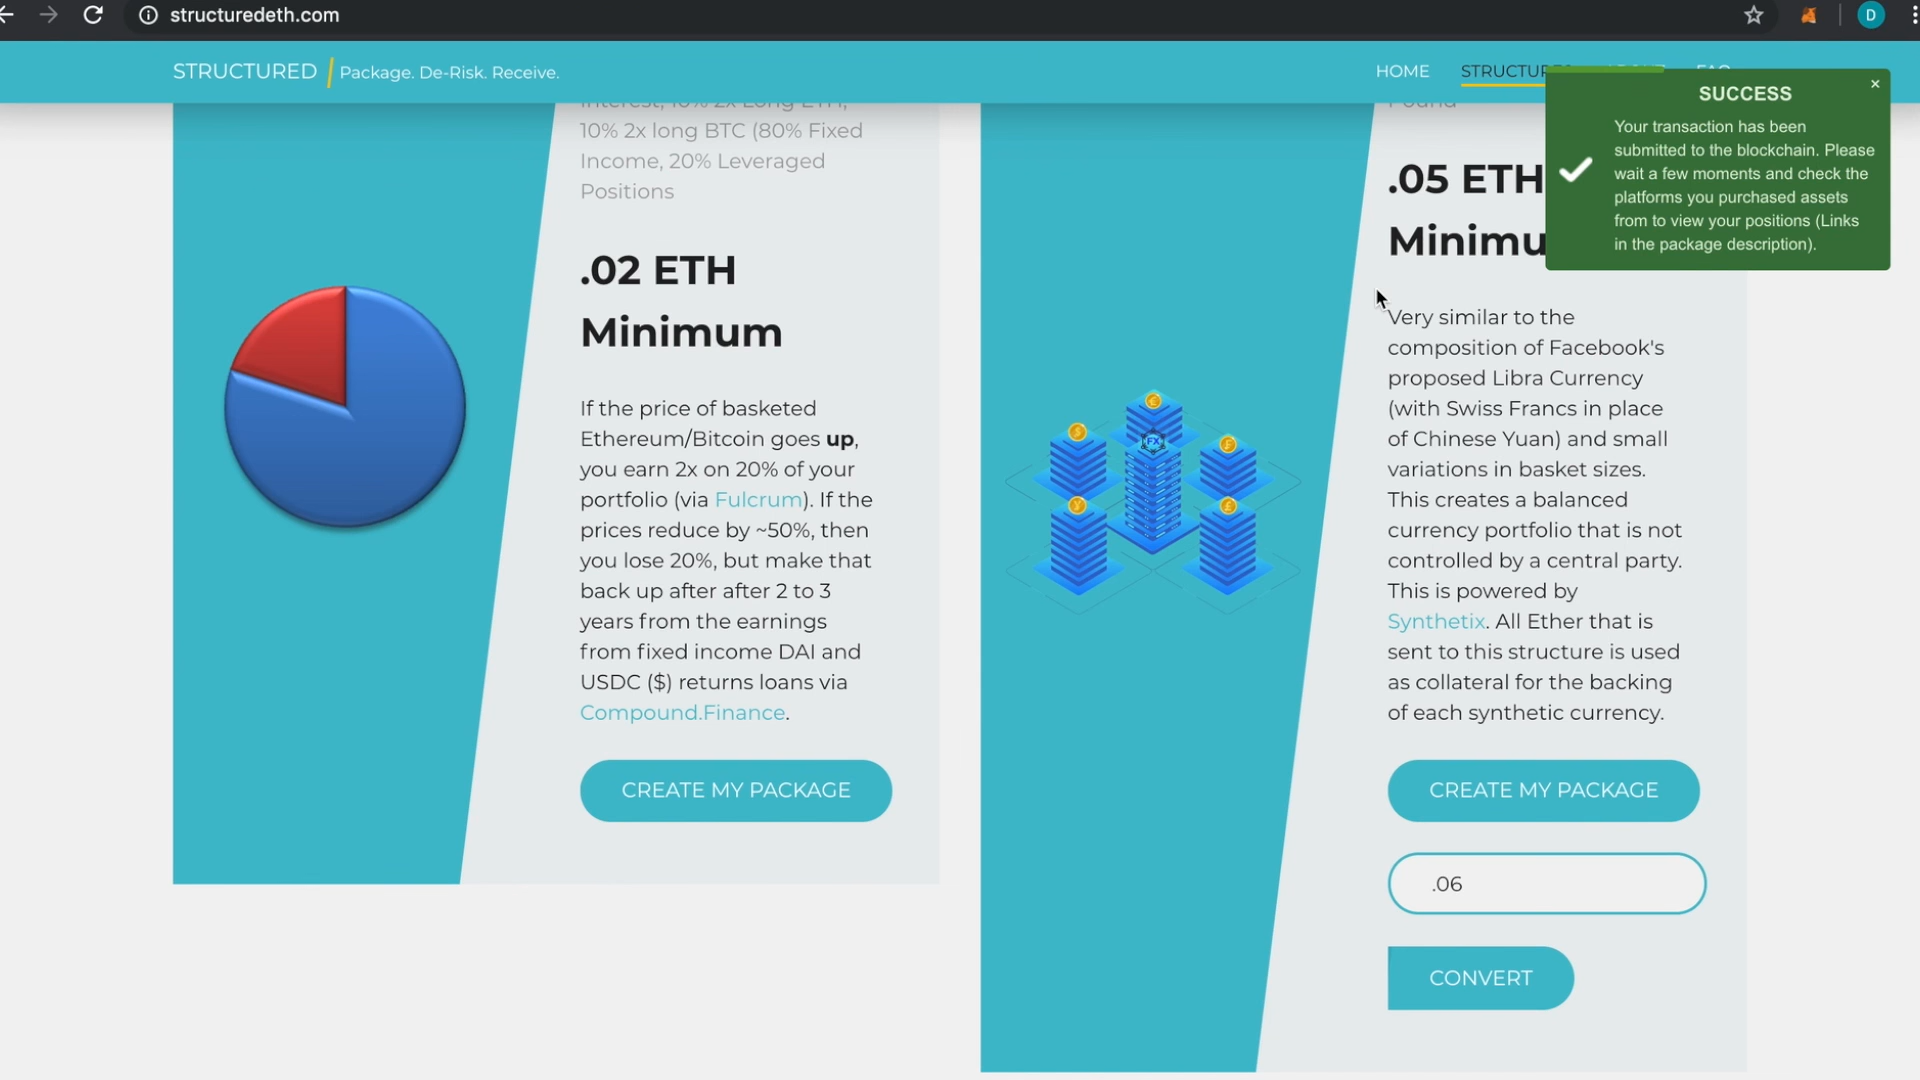 structuredeth.com
D
STRUCTURED
Package. De-Risk. Receive.
HOME
Interest, 10% 2x Long ETH,
10% 2x long BTC (80% Fixed
Income, 20% Leveraged
Positions
.02 ETH
Minimum
If the price of basketed
Ethereum/Bitcoin goes up,
you earn 2x on 20% of your
portfolio (via Fulcrum). If the
prices reduce by ~50%, then
you lose 20%, but make that
back up after after 2 to 3
years from the earnings
from fixed income DAI and
USDC ($) returns loans via
Compound.Finance.
CREATE MY PACKAGE
.05 ETH
Very similar to the
composition of Facebook's
proposed Libra Currency
(with Swiss Francs in place
of Chinese Yuan) and small
variations in basket sizes.
This creates a balanced
currency portfolio that is not
controlled by a central party.
This is powered by
Synthetix. All Ether that is
sent to this structure is used
as collateral for the backing
of each synthetic currency.
CREATE MY PACKAGE
.06
CONVERT
FX
SUCCESS
Your transaction has been
submitted to the blockchain. Please
wait a few moments and check the
platforms you purchased assets
from to view your positions (Links
in the package description).